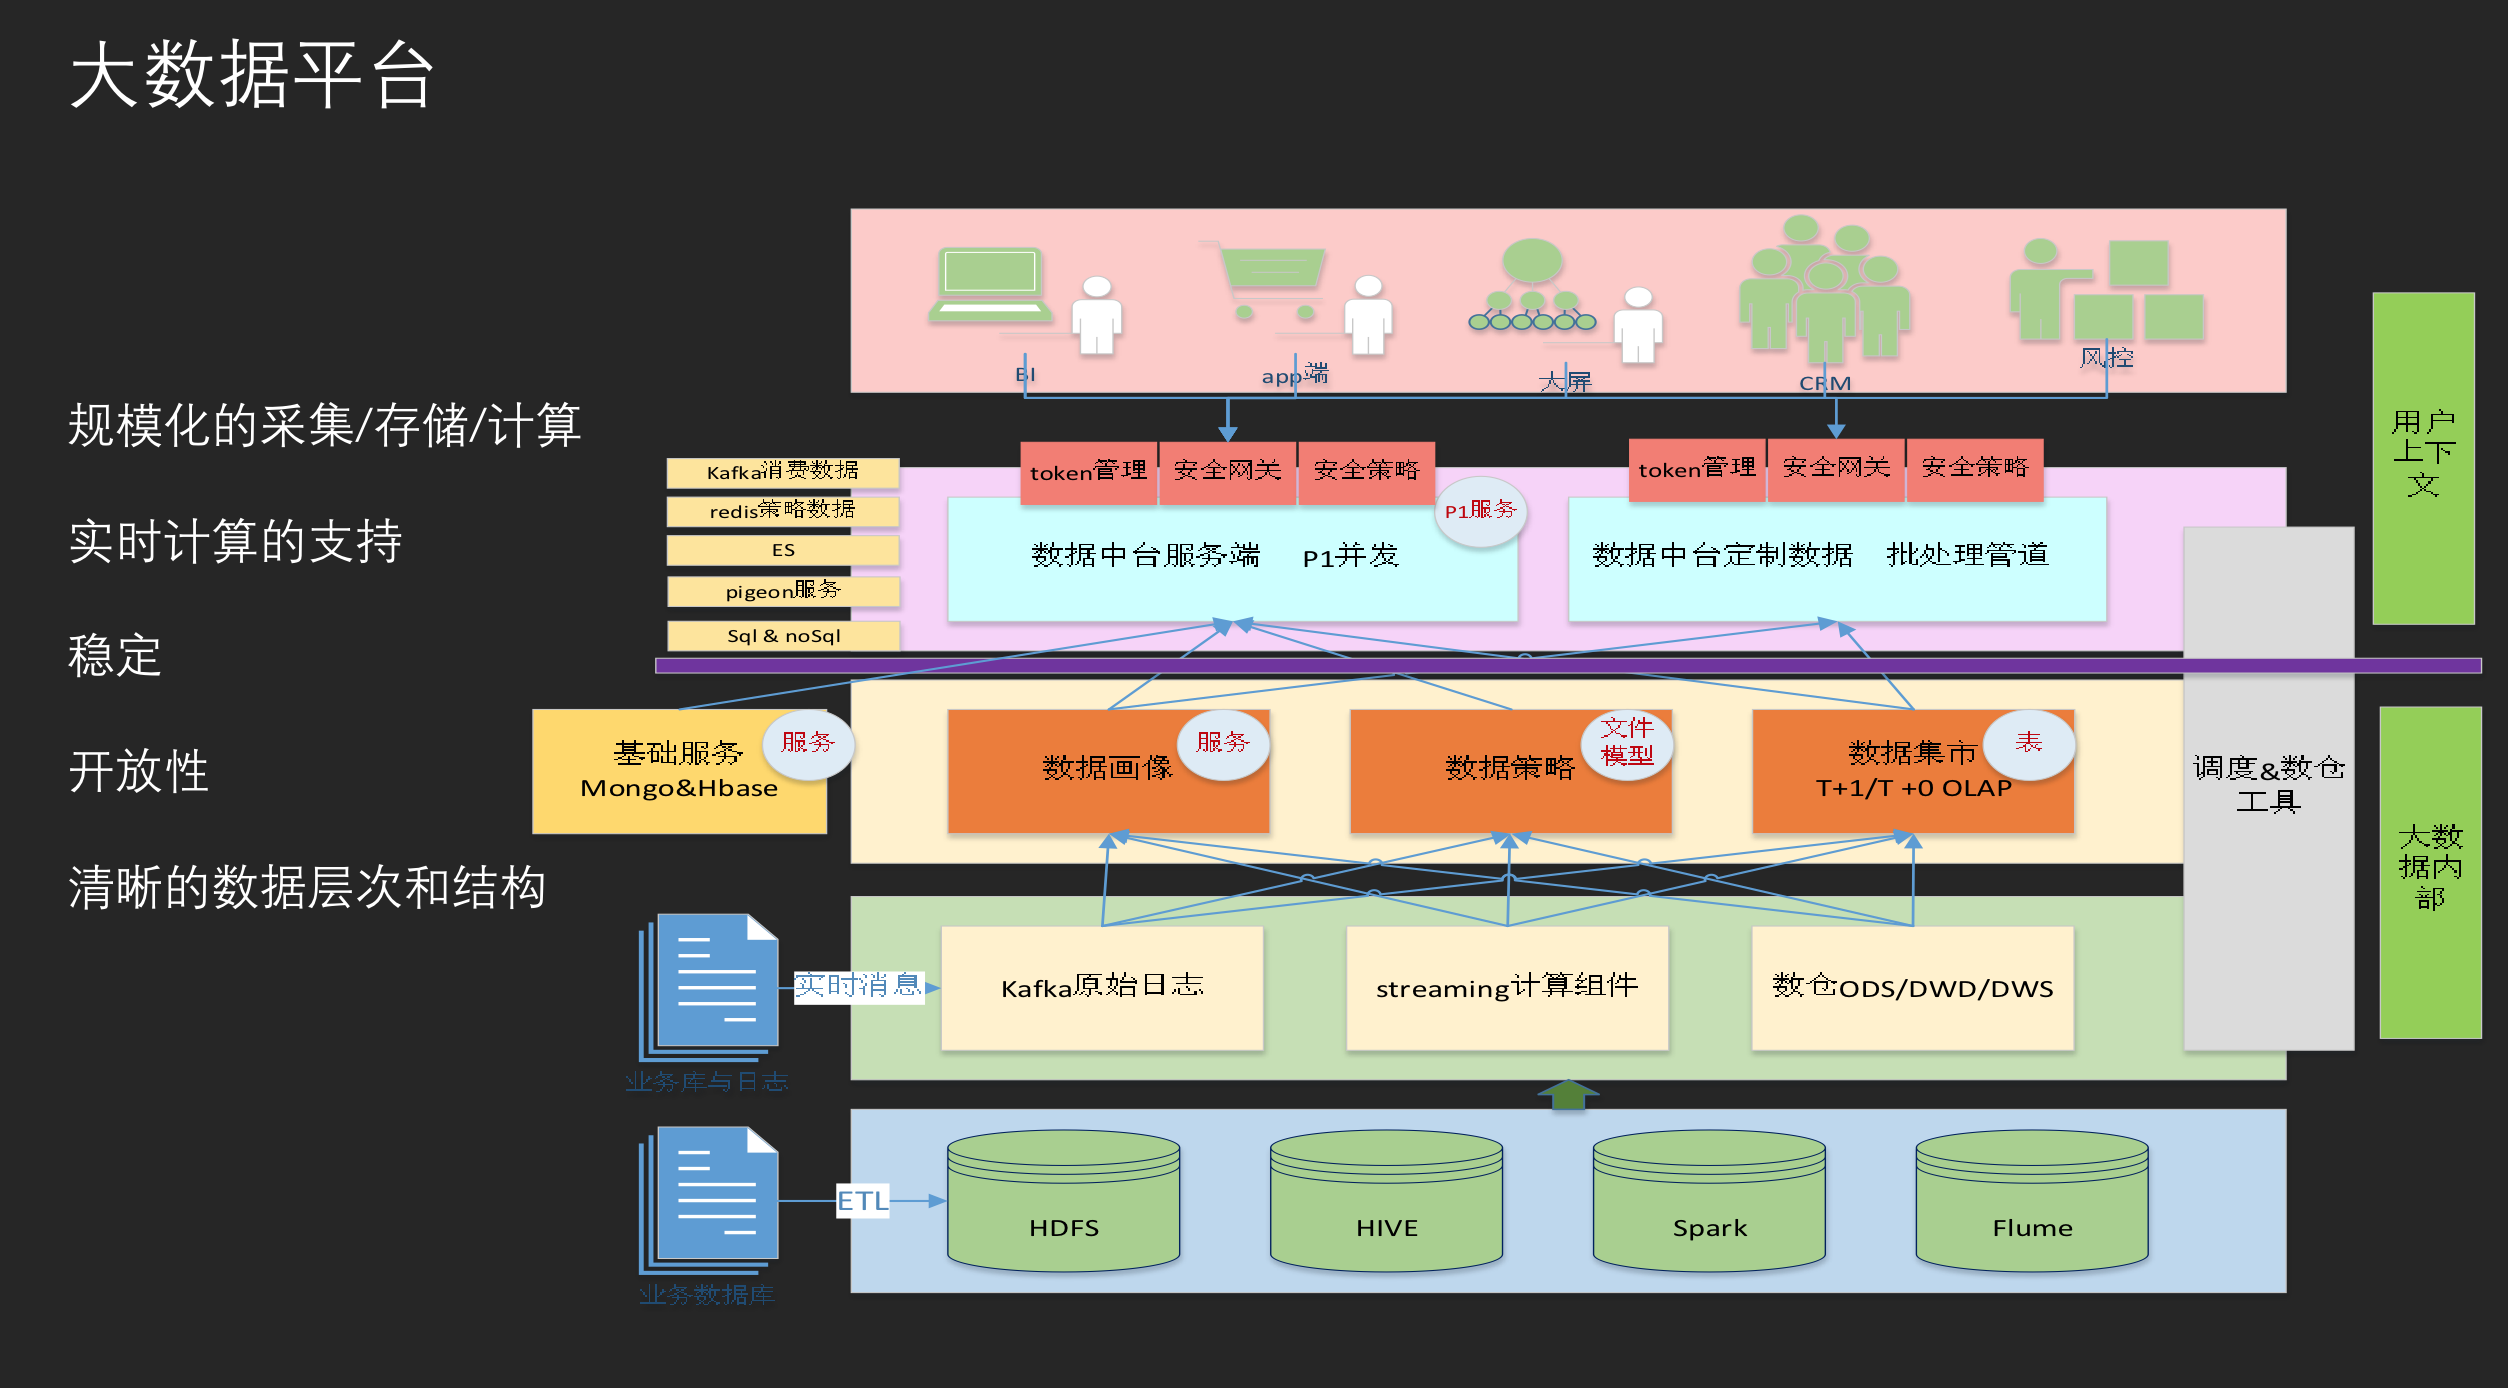 大数据平台
规模化的采集/存储/计算
实时计算的支持
稳定
开放性
清晰的数据层次和结构
BI
app端
大屏
CRM
风控
用户
上下
文
token管理
安全网关
安全策略
token管理
安全网关
安全策略
Kafka消费数据
redis策略数据
ES
pigeon服务
Sql & noSql
P1服务
数据中台服务端 P1并发
数据中台定制数据 批处理管道
基础服务
Mongo&Hbase
服务
数据画像
服务
数据策略
文件
模型
数据集市
T+1/T +0 OLAP
表
调度&数仓
工具
大数
据内
部
实时消息
Kafka原始日志
streaming计算组件
数仓ODS/DWD/DWS
业务库与日志
ETL
HDFS
HIVE
Spark
Flume
业务数据库